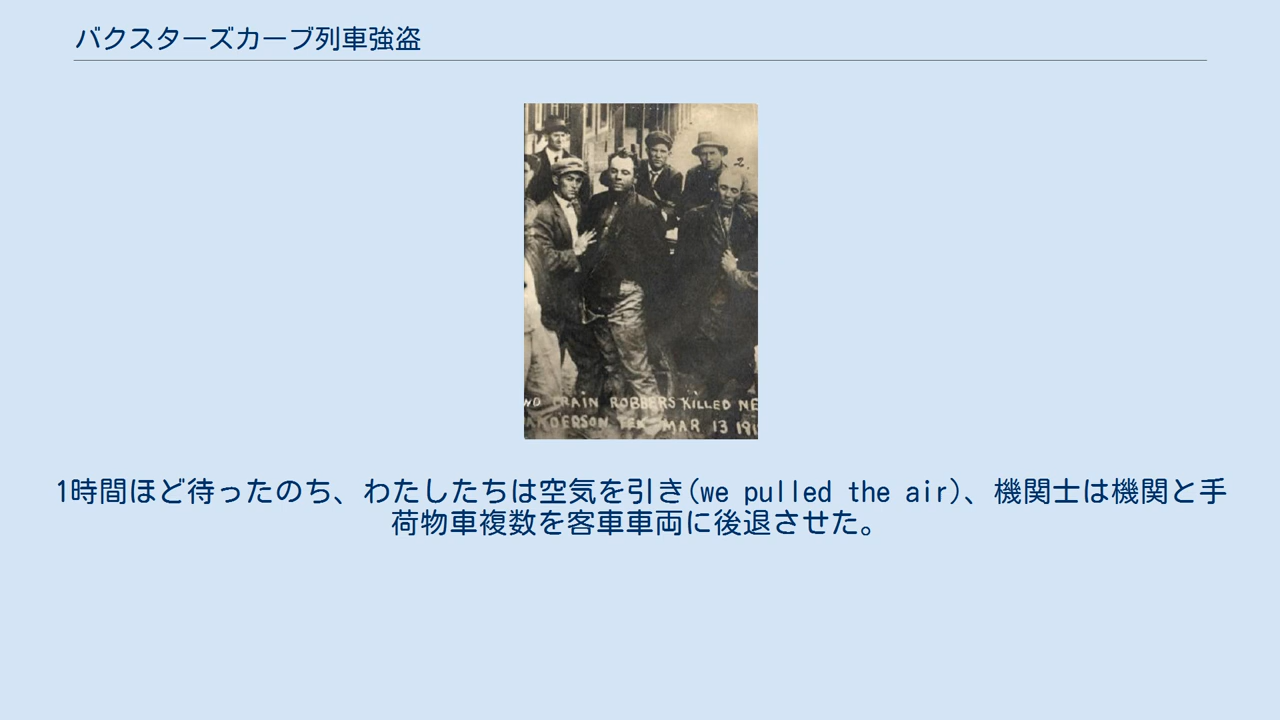 バクスターズカーブ列車強盗
2.
TRAIN ROBBERS KILLED
MAR 13
1時間ほど待ったのち、わたしたちは空気を引き(we pulled the air)、機関士は機関と手
荷物車複数を客車車両に後退させた。